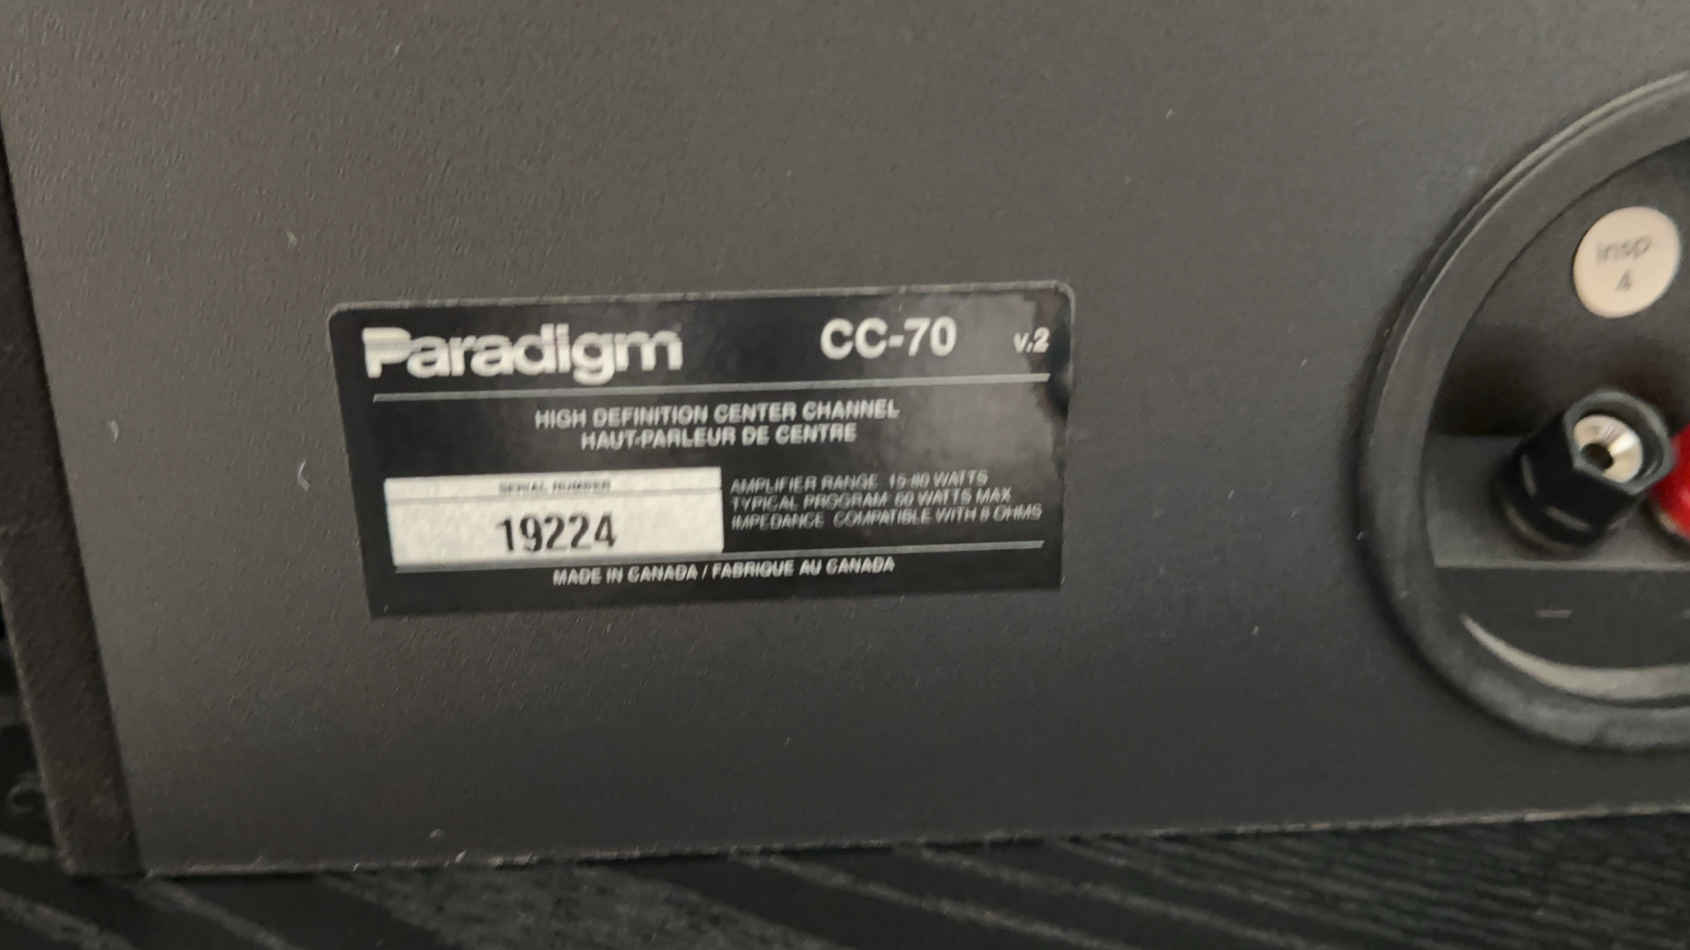 Paradigm CC-70 v.2
HIGH DEFINITION CENTER CHANNEL
HAUT-PARLEUR DE CENTRE
SERIAL NUMBER
19224
AMPLIFIER RANGE: 15-80 WATTS
TYPICAL PROGRAM: 60 WATTS MAX
IMPEDANCE: COMPATIBLE WITH 8 OHMS
MADE IN CANADA / FABRIQUE AU CANADA
insp
4